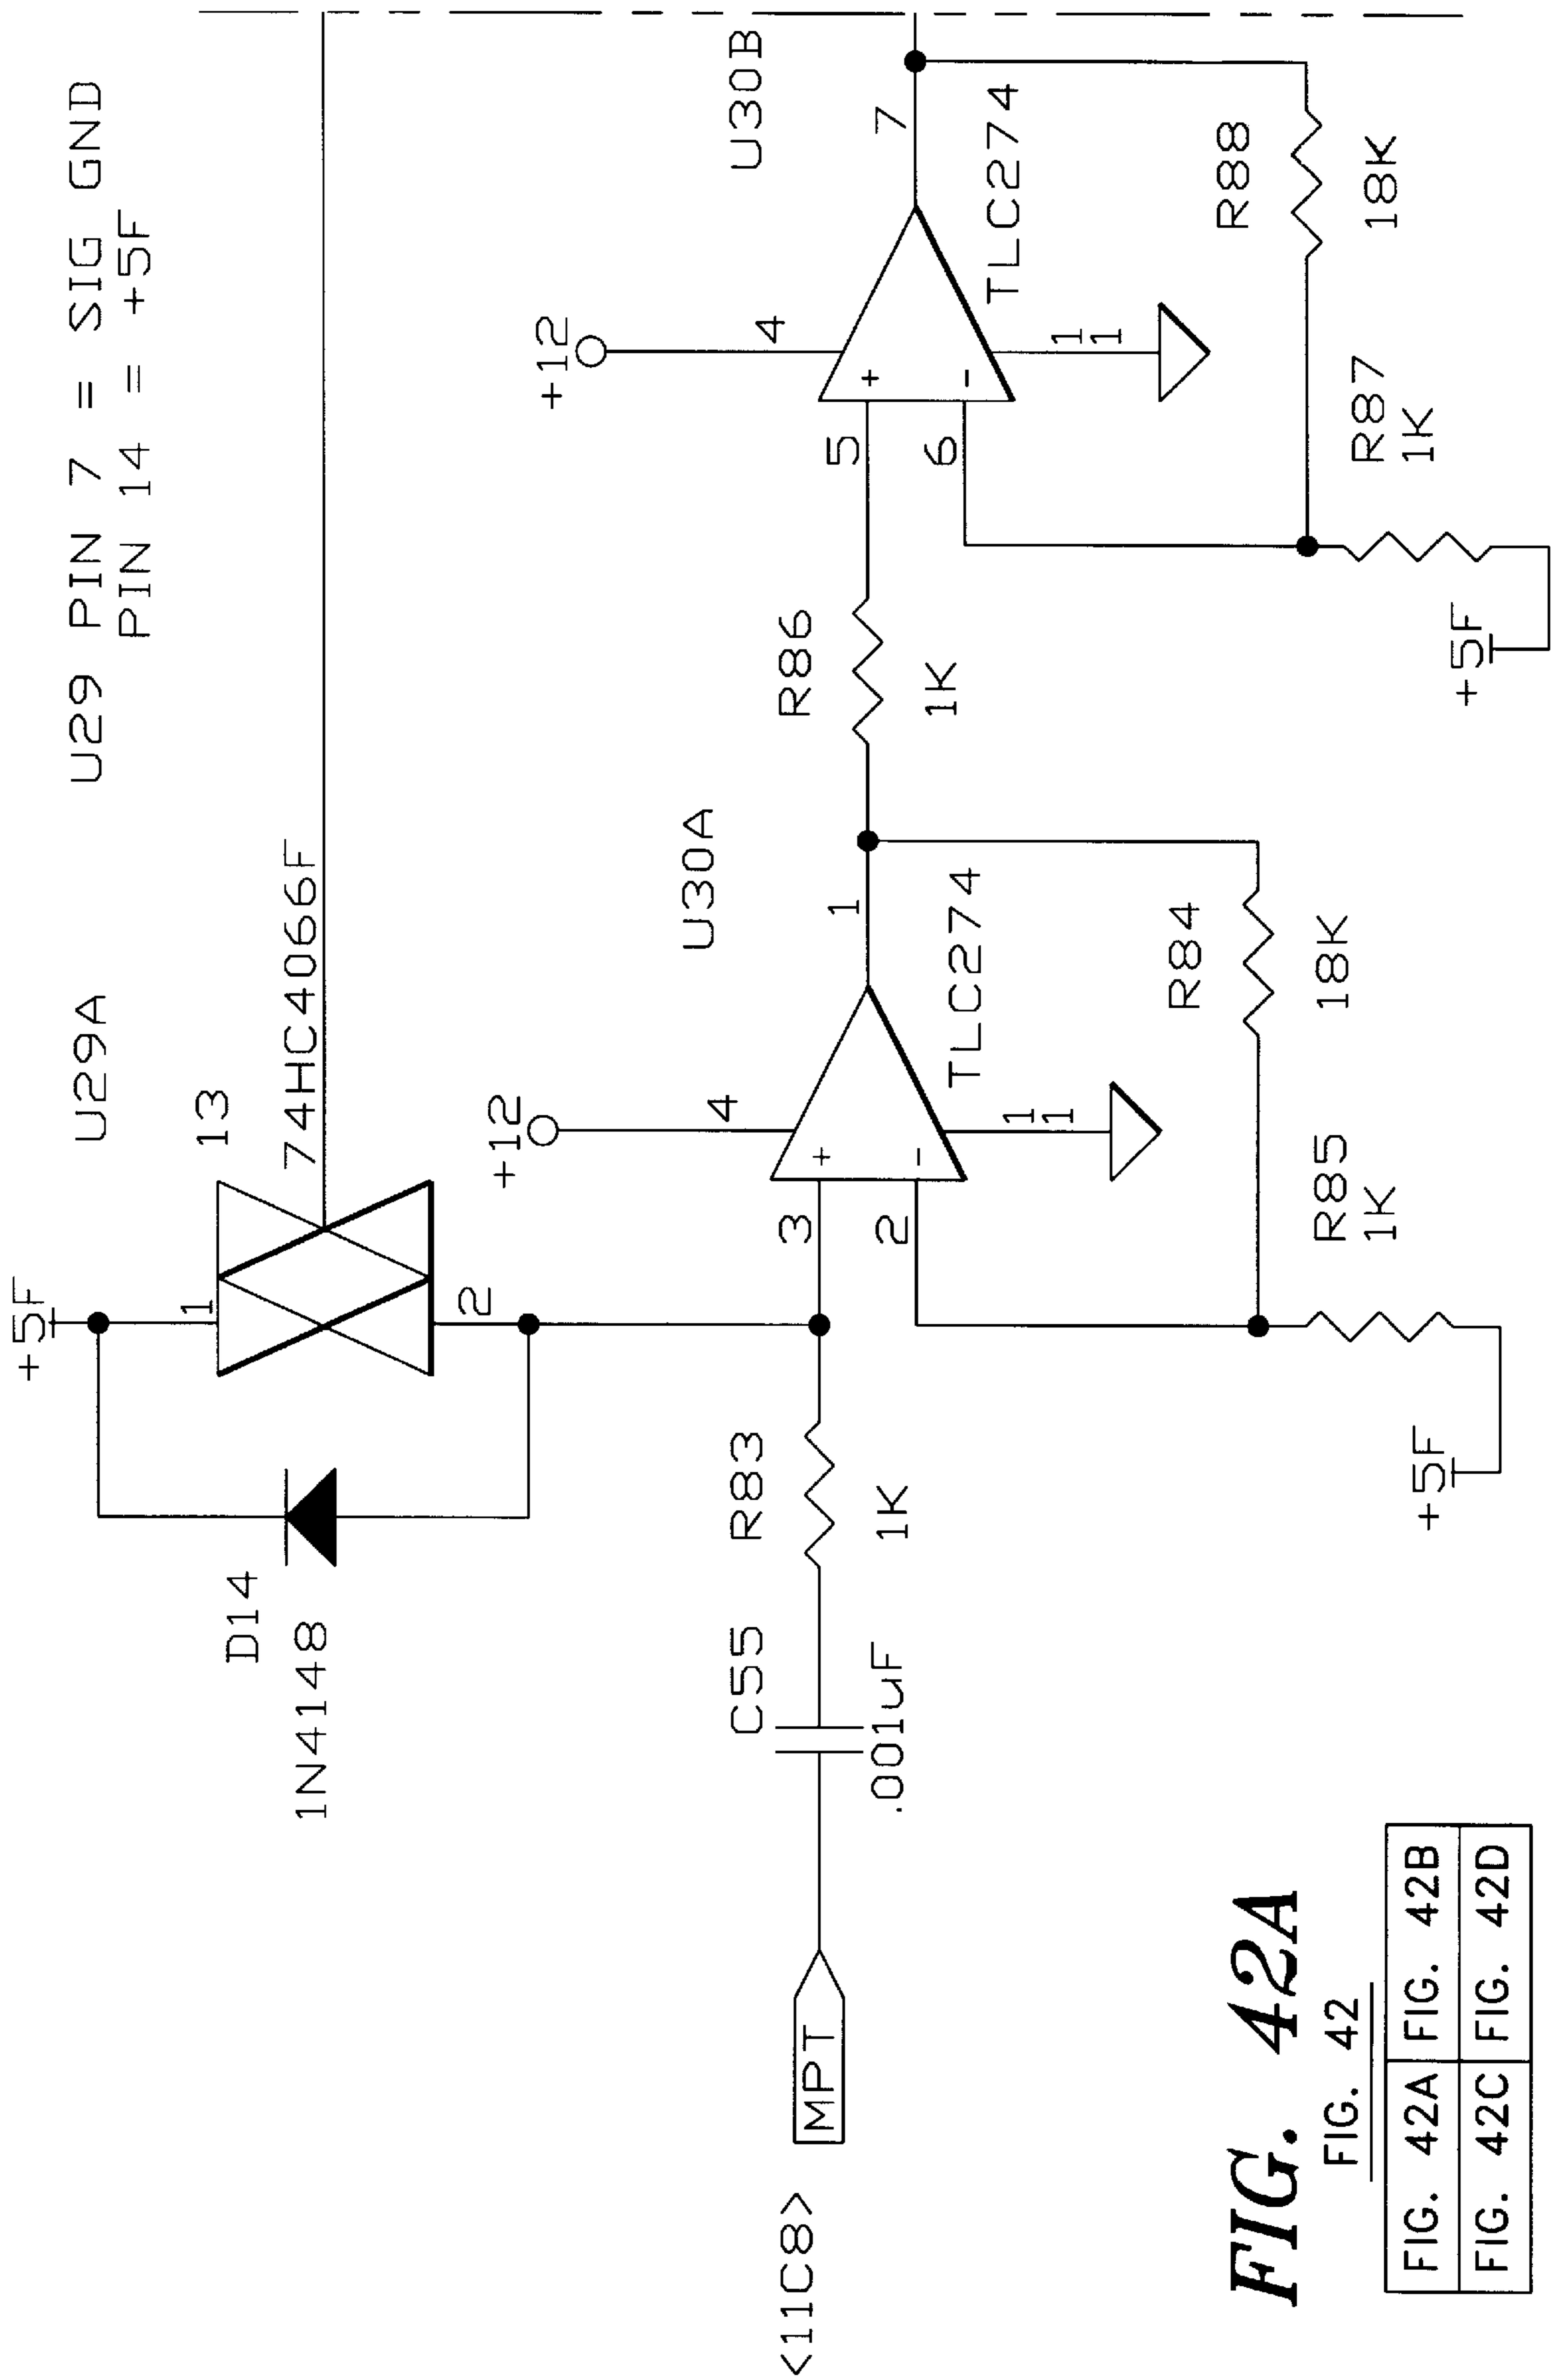 U29 PIN 7 = SIG GND
PIN 14 = +5F
+5F
U29A
1
13
74HC4066F
2
D14
1N4148
+12
4
U30A
3
+
2
-
1
11
TLC274
<11C8>
MPT
C55
.001uF
R83
1K
R84
18K
R85
1K
+5F
R86
1K
+12
4
U30B
5
+
6
-
7
11
TLC274
R88
18K
R87
1K
+5F
FIG. 42A
FIG. 42
FIG. 42A FIG. 42B
FIG. 42C FIG. 42D